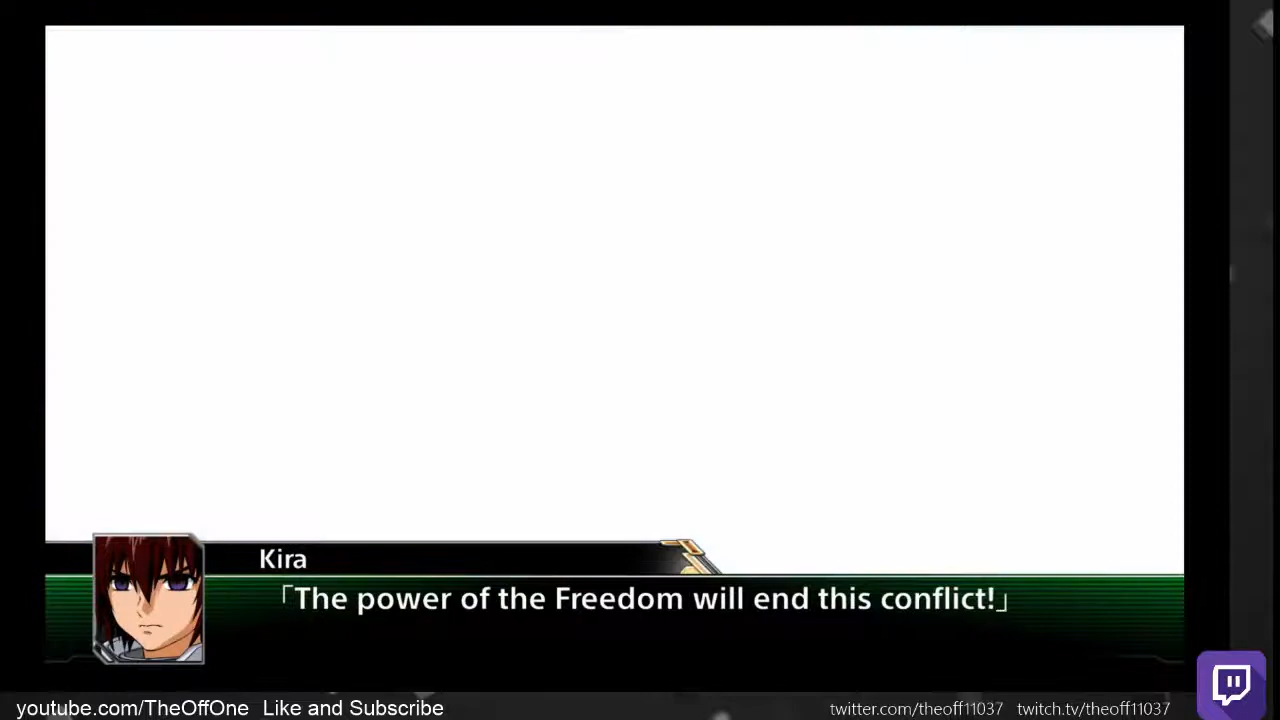 Kira
「The power of the Freedom will end this conflict!」
youtube.com/TheOffOne Like and Subscribe
twitter.com/theoff11037 twitch.tv/theoff11037